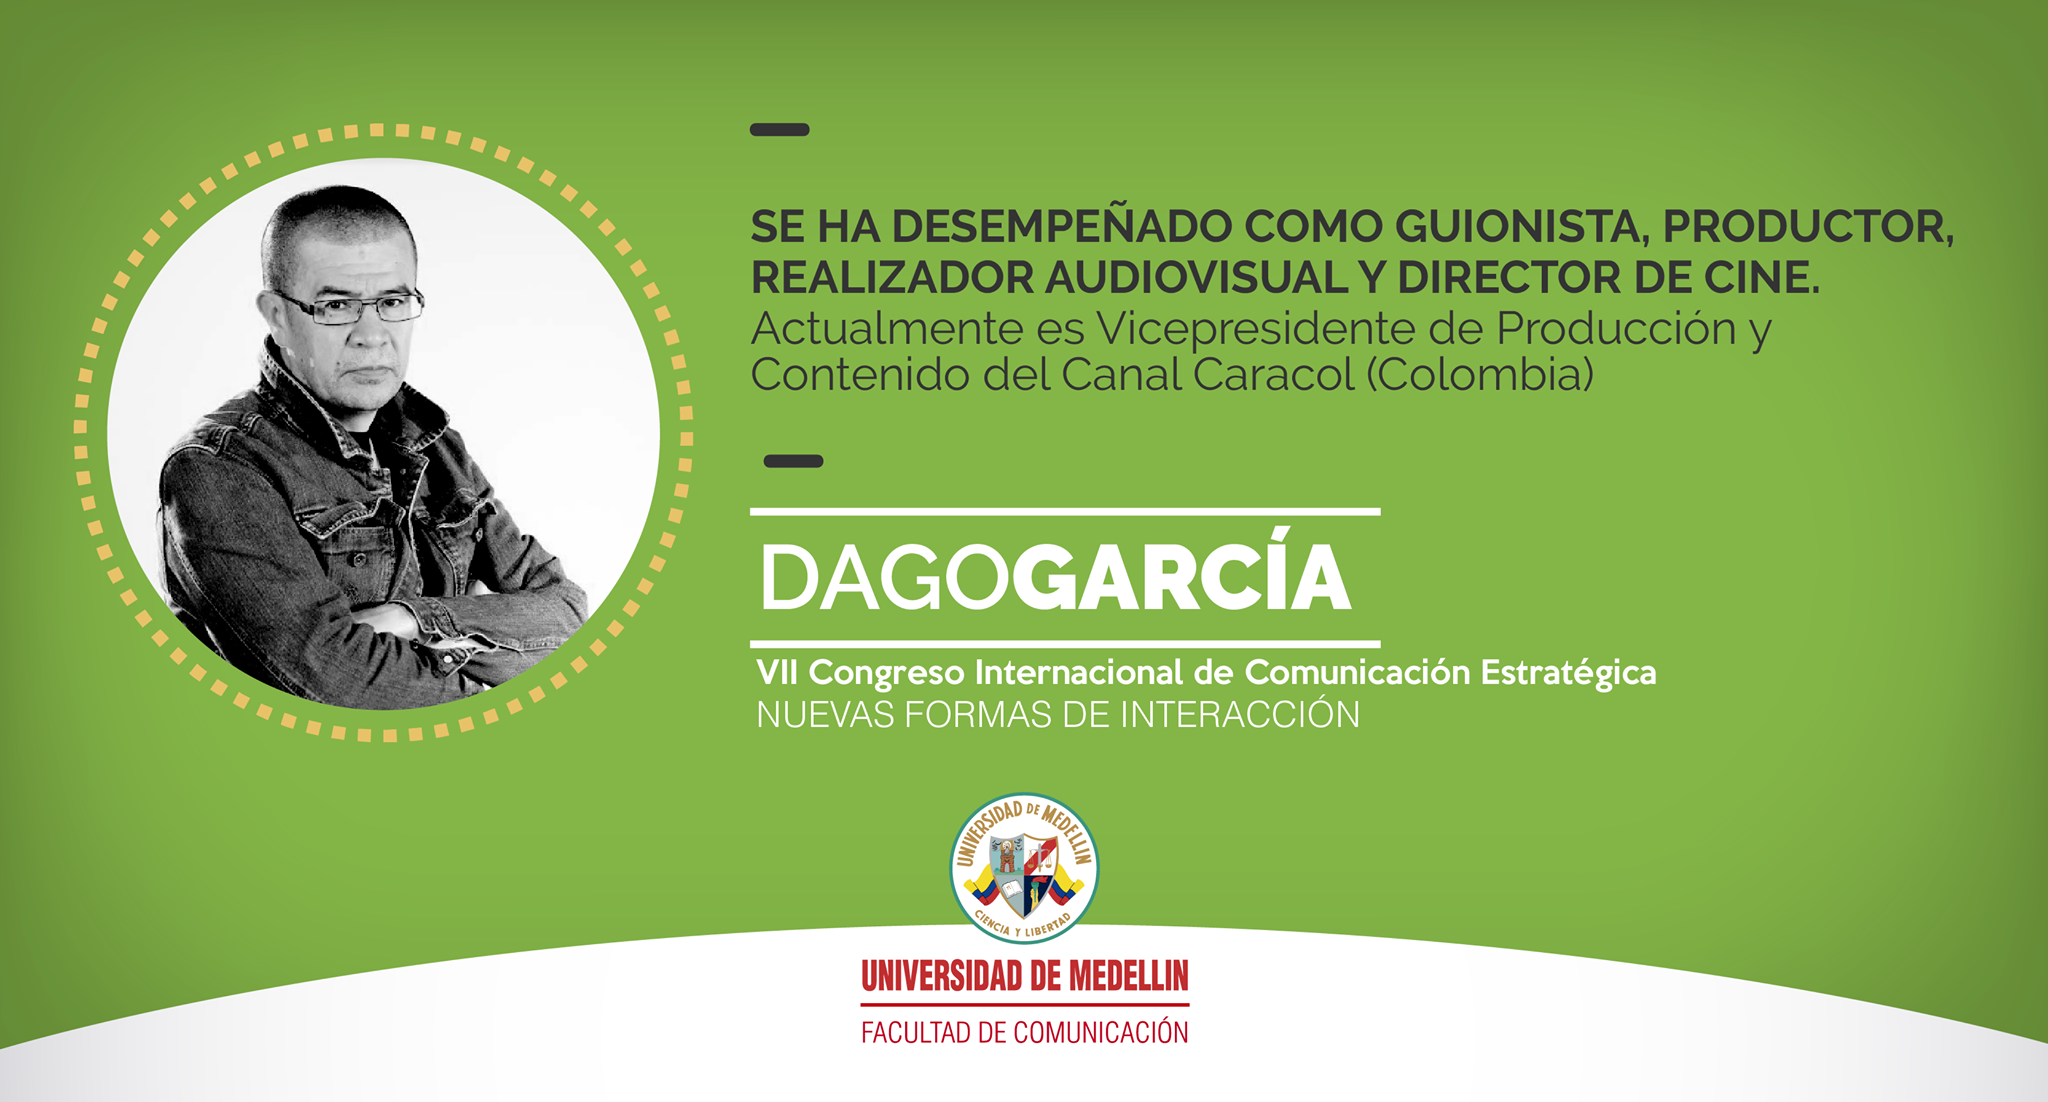 SE HA DESEMPEÑADO COMO GUIONISTA, PRODUCTOR,
REALIZADOR AUDIOVISUAL Y DIRECTOR DE CINE.
Actualmente es Vicepresidente de Producción y
Contenido del Canal Caracol (Colombia)
DAGOGARCÍA
VII Congreso Internacional de Comunicación Estratégica
NUEVAS FORMAS DE INTERACCIÓN
UNIVERSIDAD DE MEDELLIN
CIENCIA Y LIBERTAD
UNIVERSIDAD DE MEDELLIN
FACULTAD DE COMUNICACIÓN